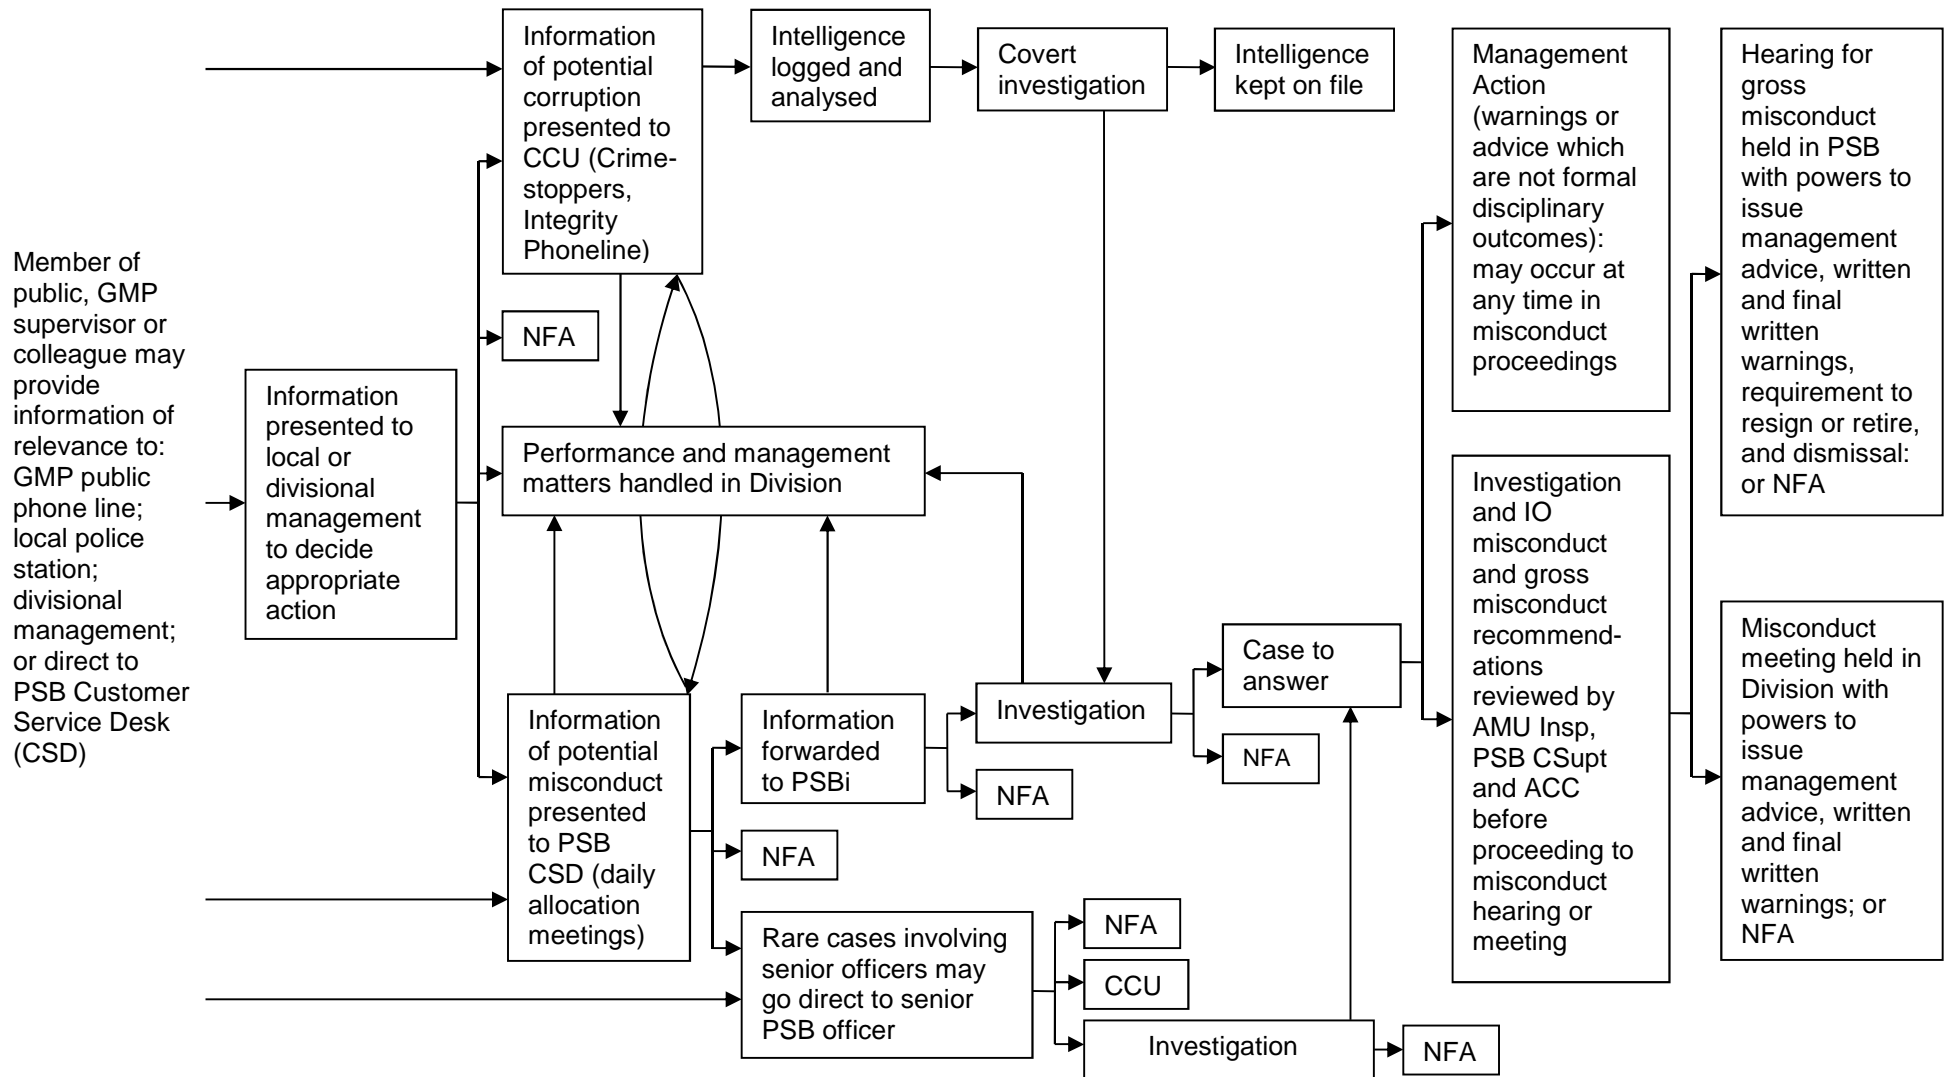 Member of
public, GMP
supervisor or
colleague may
provide
information of
relevance to:
GMP public
phone line;
local police
station;
divisional
management;
or direct to
PSB Customer
Service Desk
(CSD)
Information
presented to
local or
divisional
management
to decide
appropriate
action
Information
of potential
corruption
presented to
CCU (Crime-
stoppers,
Integrity
Phoneline)
NFA
Performance and management
matters handled in Division
Information
of potential
misconduct
presented
to PSB
CSD (daily
allocation
meetings)
Intelligence
logged and
analysed
Covert
investigation
Intelligence
kept on file
Information
forwarded
to PSBi
NFA
Rare cases involving
senior officers may
go direct to senior
PSB officer
Investigation
NFA
NFA
CCU
Investigation
NFA
Case to
answer
NFA
Management
Action
(warnings or
advice which
are not formal
disciplinary
outcomes):
may occur at
any time in
misconduct
proceedings
Investigation
and IO
misconduct
and gross
misconduct
recommend-
ations
reviewed by
AMU Insp,
PSB CSupt
and ACC
before
proceeding to
misconduct
hearing or
meeting
Hearing for
gross
misconduct
held in PSB
with powers to
issue
management
advice, written
and final
written
warnings,
requirement to
resign or retire,
and dismissal:
or NFA
Misconduct
meeting held in
Division with
powers to
issue
management
advice, written
and final
written
warnings; or
NFA